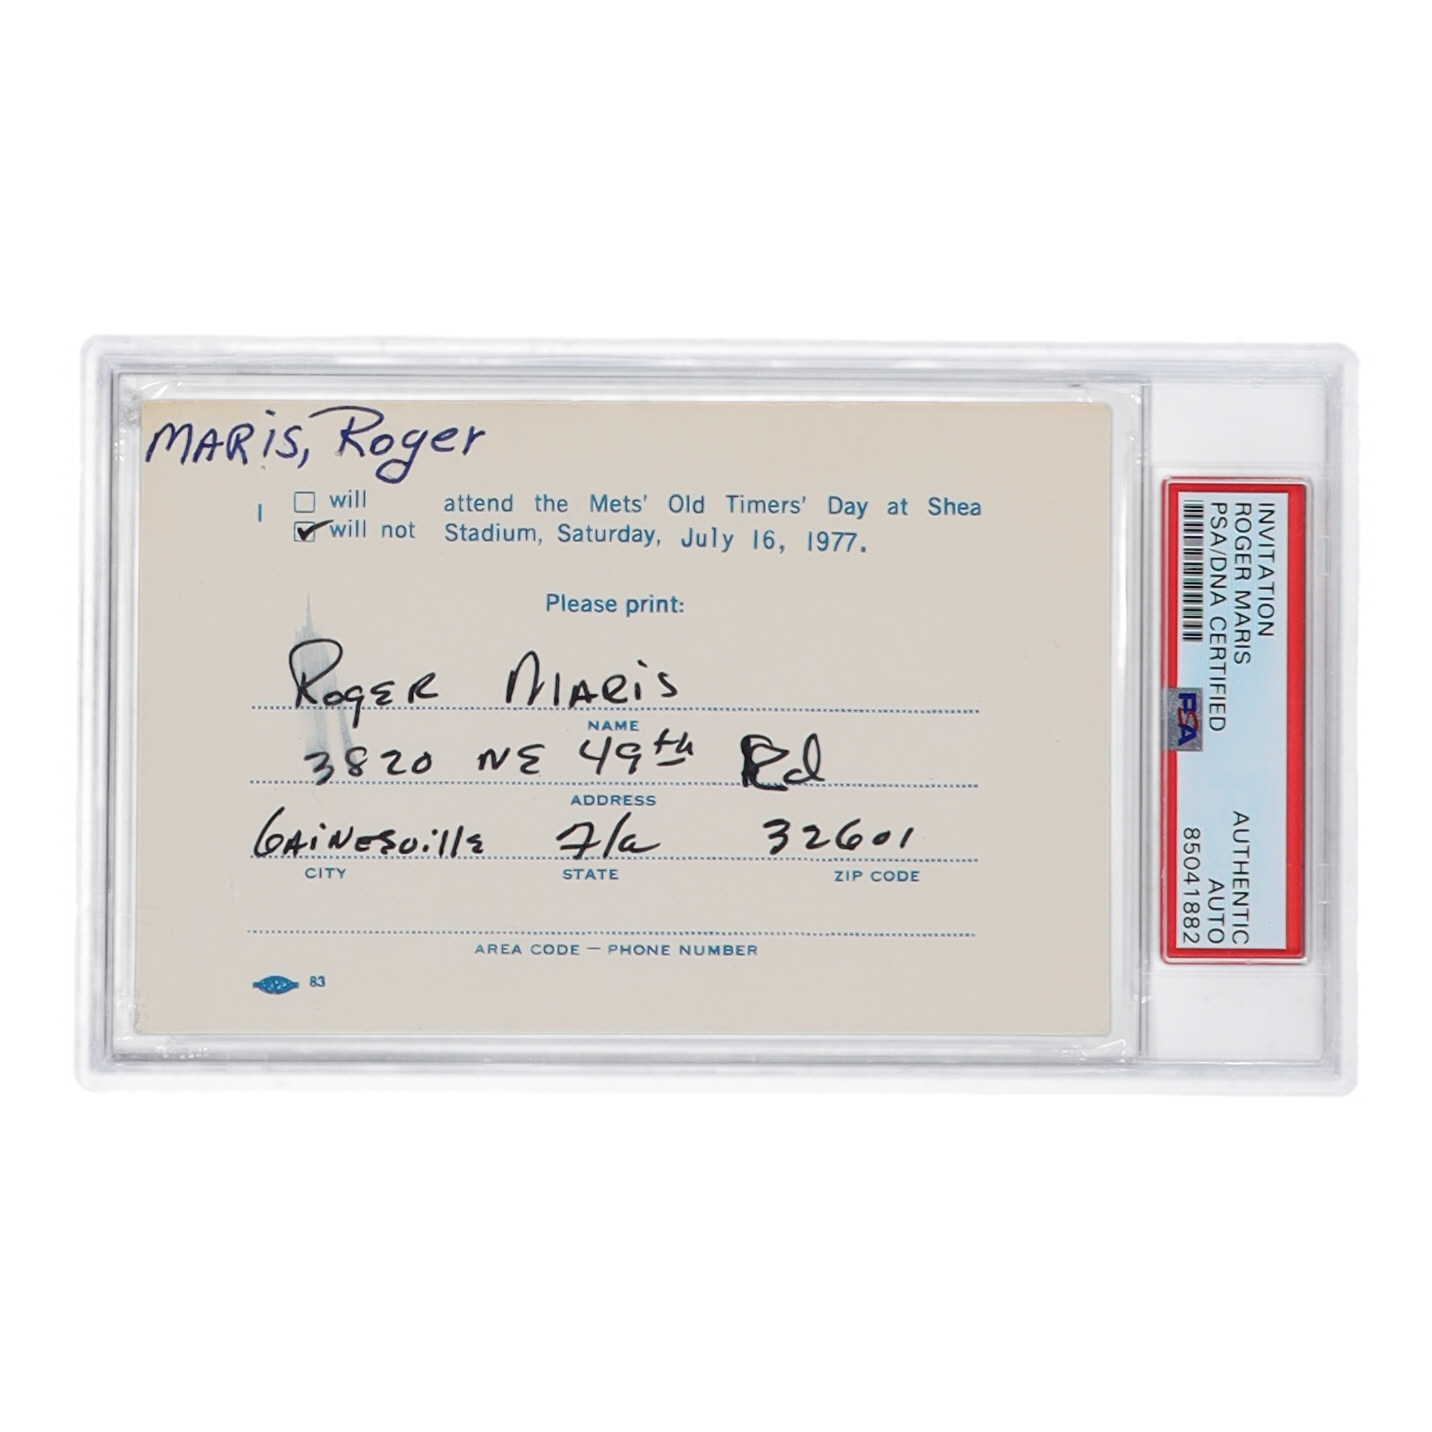 MARIS, Roger
I ☐ will attend the Mets' Old Timers' Day at Shea
☑ will not Stadium, Saturday, July 16, 1977.
Please print:
ROGER MARIS
NAME
3820 NE 49th Rd
ADDRESS
GAINESville Fla 32601
CITY STATE ZIP CODE
AREA CODE — PHONE NUMBER
83
INVITATION
ROGER MARIS AUTHENTIC
PSA/DNA CERTIFIED AUTO
85041882
PSA